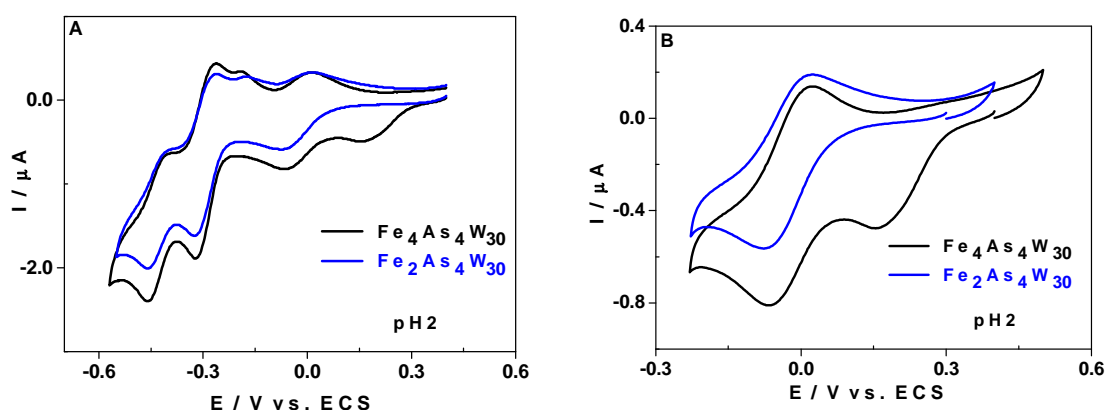 A
0.0
-2.0
I / µA
Fe4As4W30
Fe2As4W30
pH2
-0.6
-0.3
0.0
0.3
0.6
E / V vs. ECS
B
0.4
0.0
-0.4
-0.8
I / µA
Fe4As4W30
Fe2As4W30
pH2
-0.3
0.0
0.3
0.6
E / V vs. ECS